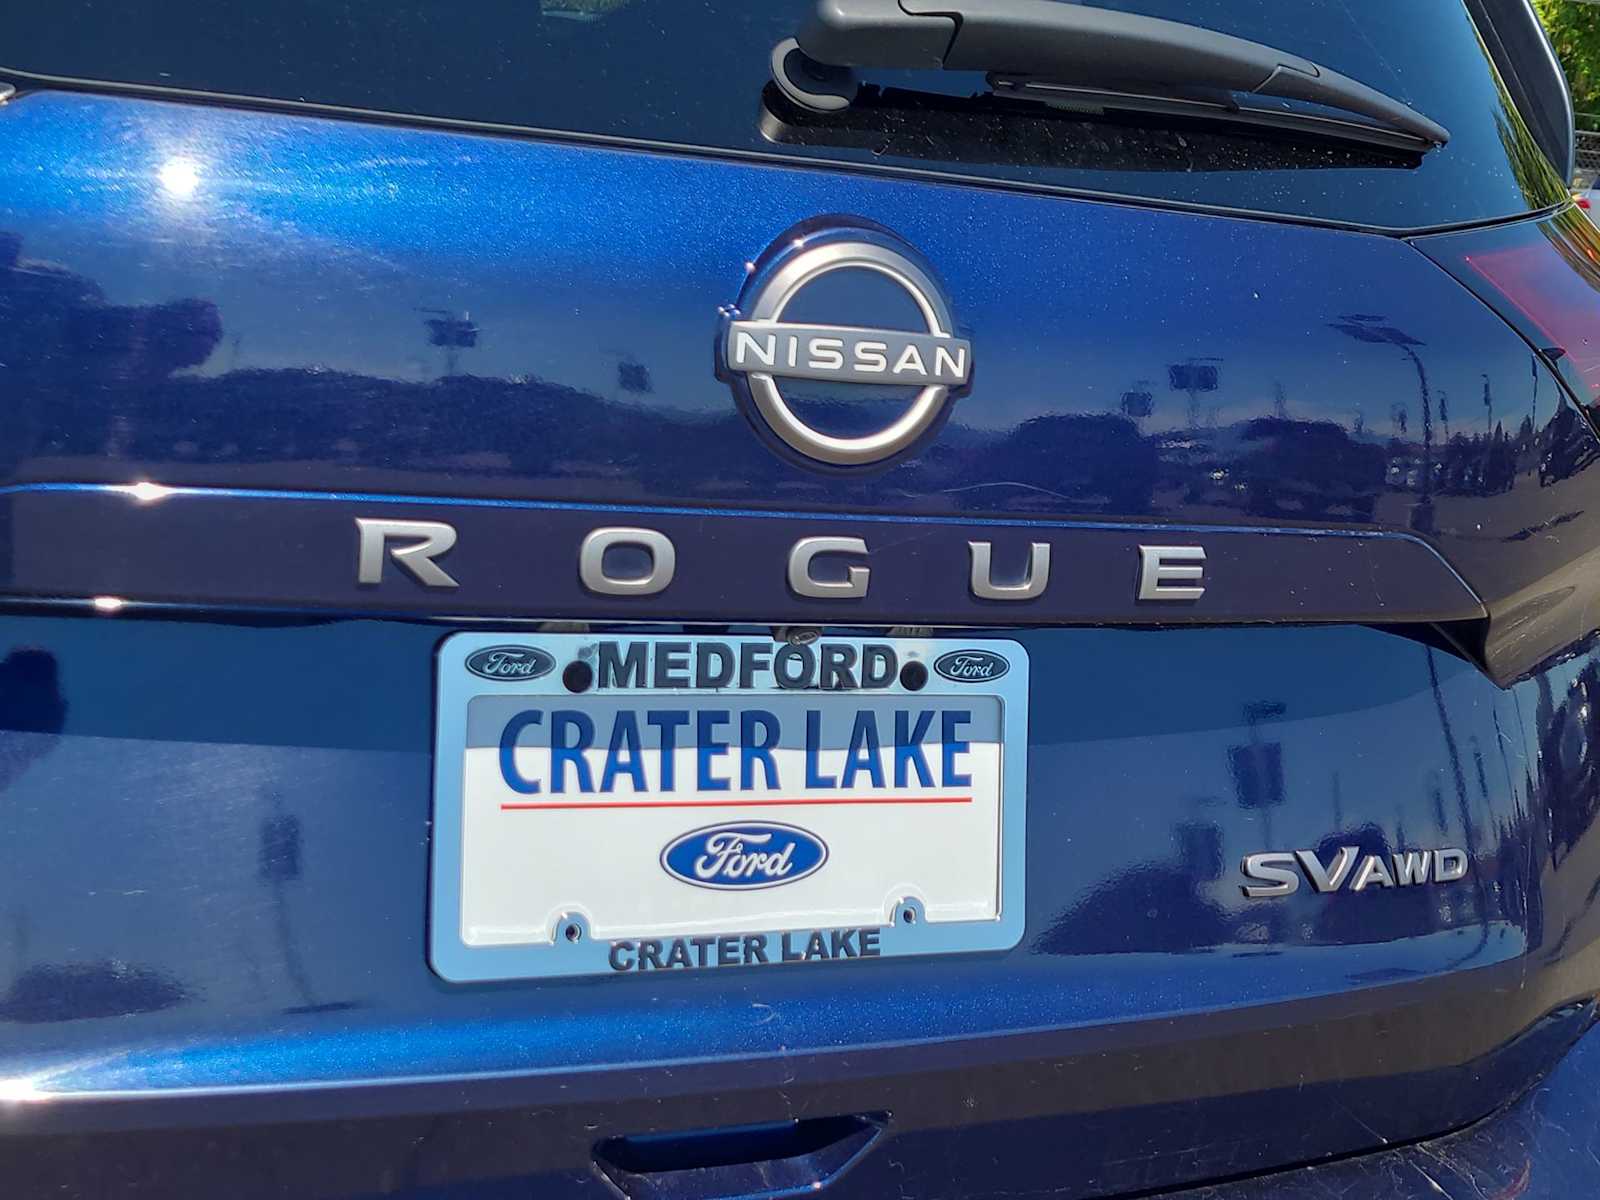 NISSAN
ROGUE
Ford MEDFORD Ford
CRATER LAKE
Ford
CRATER LAKE
SV AWD